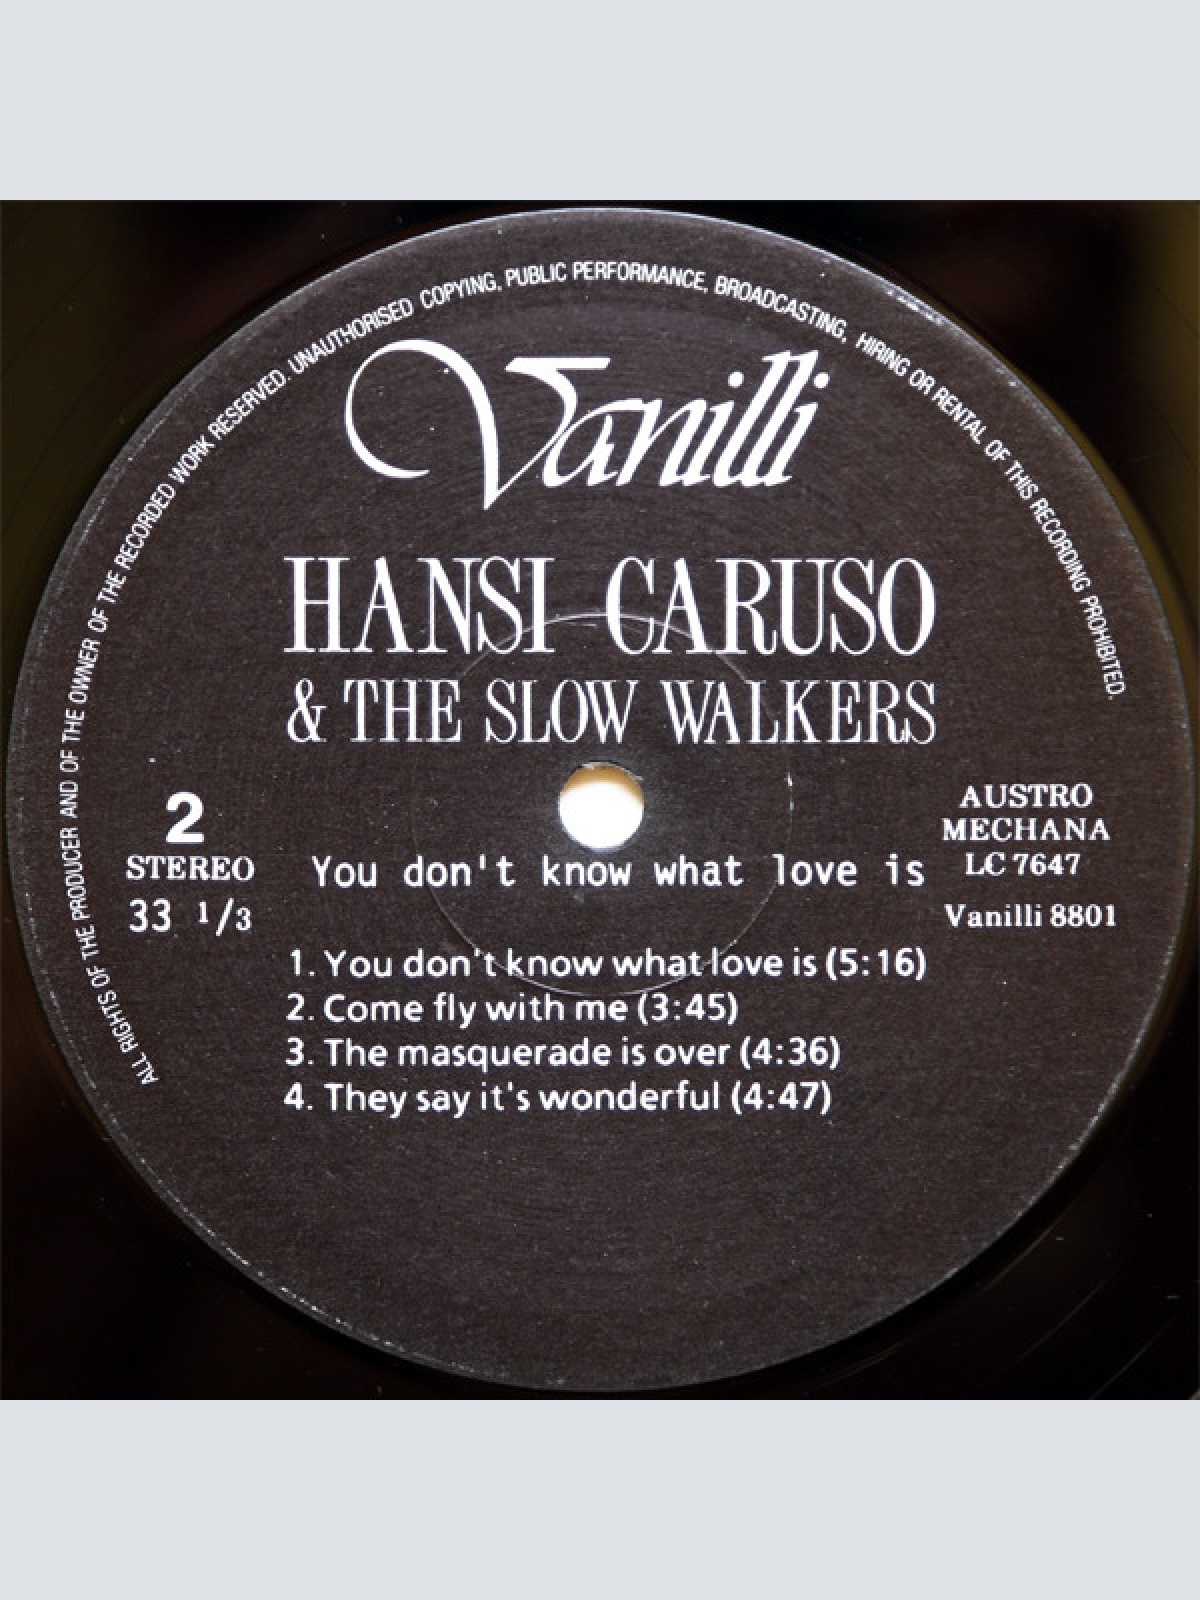 ALL RIGHTS OF THE PRODUCER AND OF THE OWNER OF THE RECORDED WORK RESERVED. UNAUTHORISED COPYING, PUBLIC PERFORMANCE, BROADCASTING, HIRING OR RENTAL OF THIS RECORDING PROHIBITED.
Vanilli
HANSI CARUSO
& THE SLOW WALKERS
2
STEREO
33 1/3
AUSTRO
MECHANA
LC 7647
Vanilli 8801
You don't know what love is
1. You don't know what love is (5:16)
2. Come fly with me (3:45)
3. The masquerade is over (4:36)
4. They say it's wonderful (4:47)